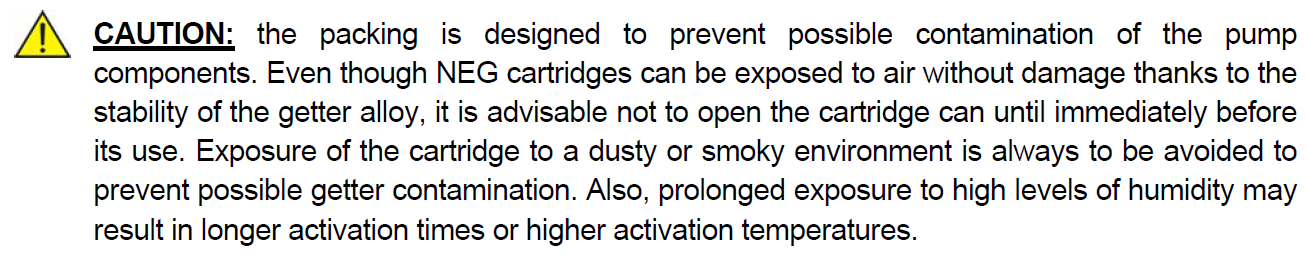 CAUTION: the packing is designed to prevent possible contamination of the pump
components. Even though NEG cartridges can be exposed to air without damage thanks to the
stability of the getter alloy, it is advisable not to open the cartridge can until immediately before
its use. Exposure of the cartridge to a dusty or smoky environment is always to be avoided to
prevent possible getter contamination. Also, prolonged exposure to high levels of humidity may
result in longer activation times or higher activation temperatures.